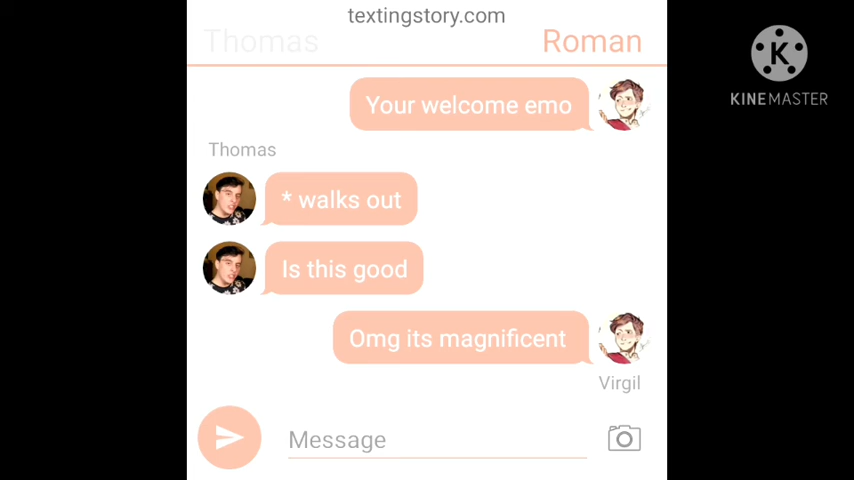 textingstory.com
Thomas
Roman
Your welcome emo
Thomas
* walks out
Is this good
Omg its magnificent
Virgil
Message
K
KINEMASTER